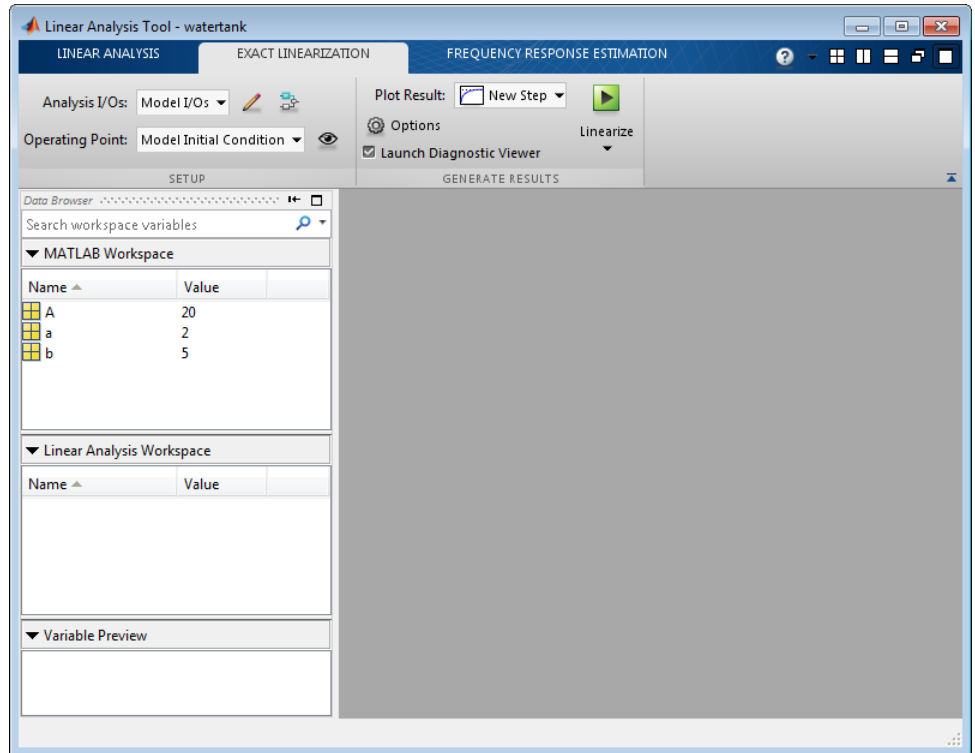 Linear Analysis Tool - watertank
LINEAR ANALYSIS EXACT LINEARIZATION FREQUENCY RESPONSE ESTIMATION
Analysis I/Os: Model I/Os
Operating Point: Model Initial Condition
SETUP
Plot Result: New Step
Options
Launch Diagnostic Viewer
Linearize
GENERATE RESULTS
Data Browser
Search workspace variables
MATLAB Workspace
Name Value
A 20
a 2
b 5
Linear Analysis Workspace
Name Value
Variable Preview